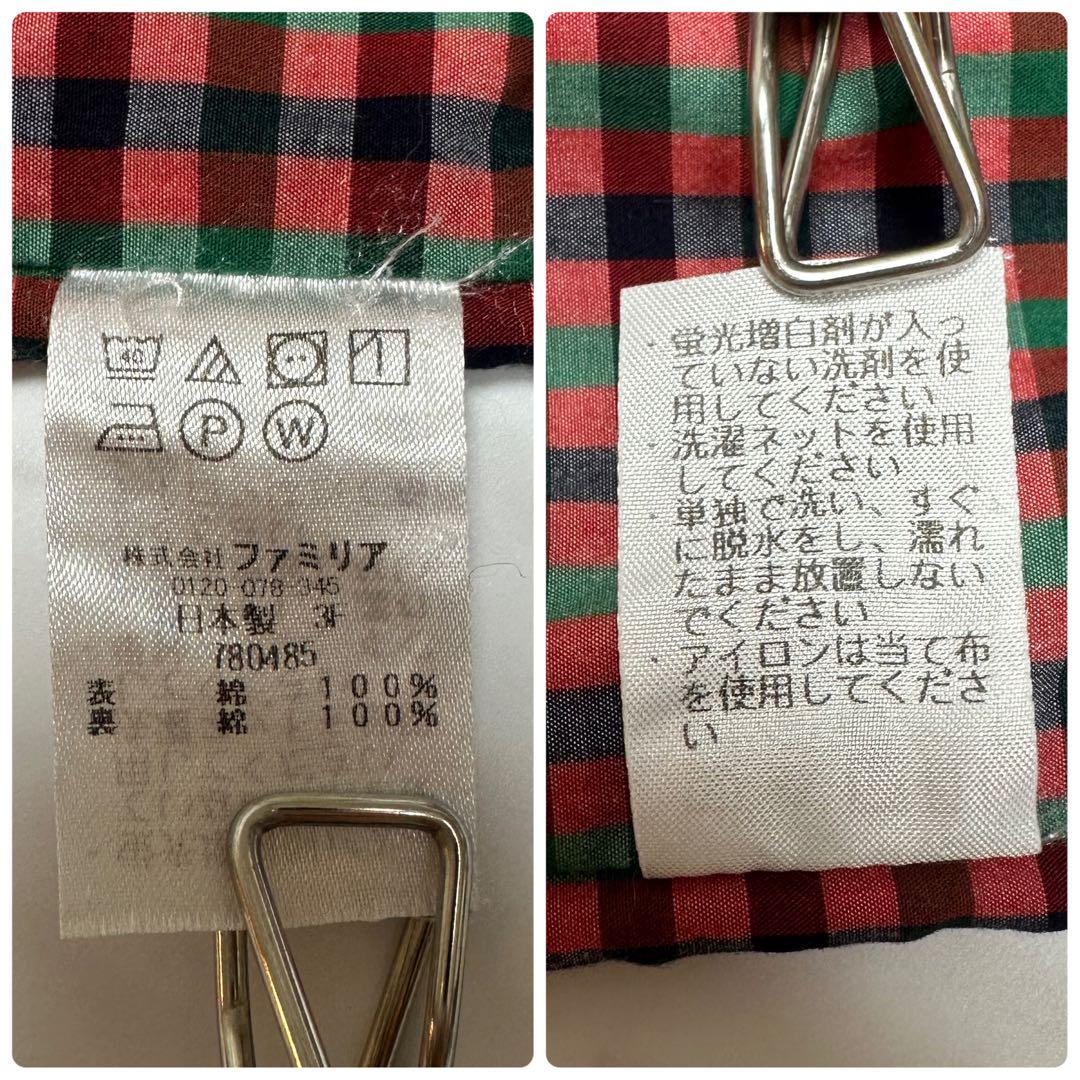 40
P W
株式会社 ファミリア
0120 078 345
日本製 3F
780485
表 綿 100%
裏 綿 100%
・蛍光増白剤が入っ
ていない洗剤を使
用してください
・洗濯ネットを使用
してください
・単独で洗い、すぐ
に脱水をし、濡れ
たまま放置しない
でください
・アイロンは当て布
を使用してくださ
い